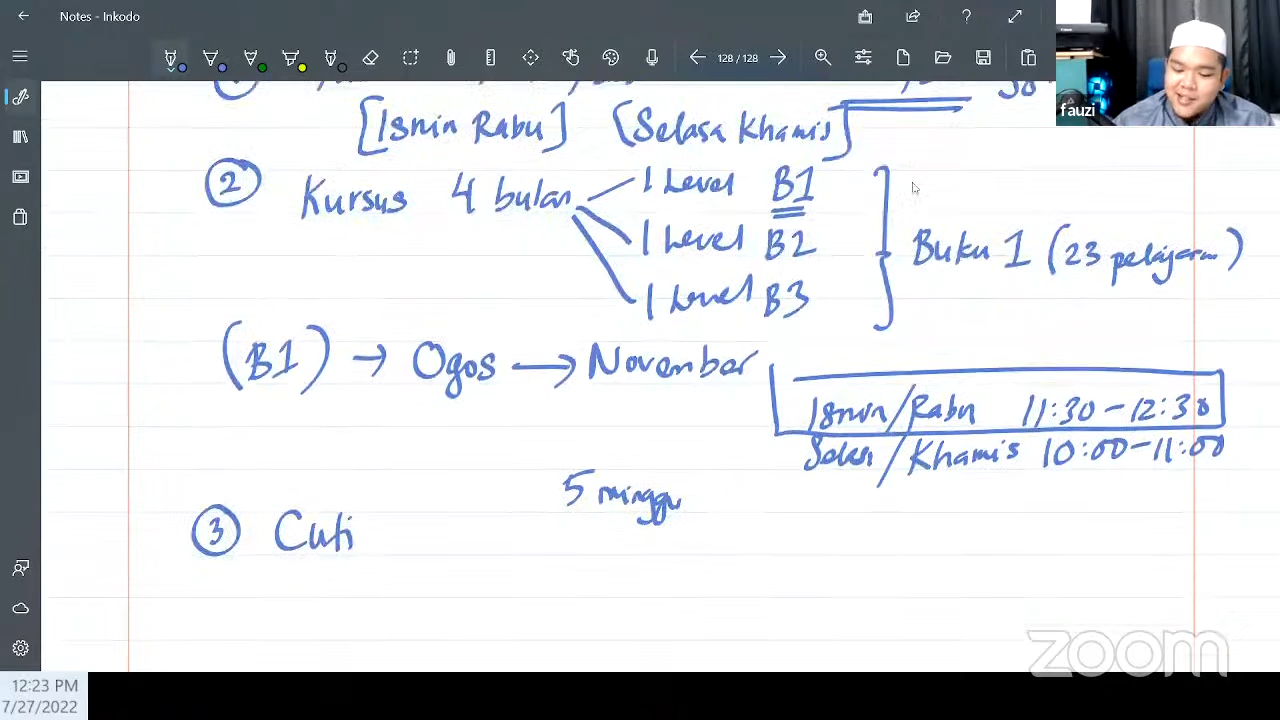 Notes - Inkodo
128 / 128
fauzi
[Isnin Rabu] [Selasa Khamis]
② Kursus 4 bulan
1 Level B1
1 Level B2
1 Level B3
Buku 1 (23 pelajaran)
(B1) → Ogos → November
Isnin/Rabu 11:30-12:30
Selasa/Khamis 10:00-11:00
5 minggu
③ Cuti
zoom
12:23 PM
7/27/2022